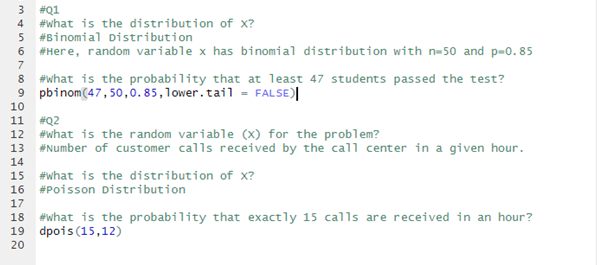 3 #Q1
4 #What is the distribution of X?
5 #Binomial Distribution
6 #Here, random variable x has binomial distribution with n=50 and p=0.85
7
8 #What is the probability that at least 47 students passed the test?
9 pbinom(47,50,0.85,lower.tail = FALSE)
10
11 #Q2
12 #What is the random variable (X) for the problem?
13 #Number of customer calls received by the call center in a given hour.
14
15 #What is the distribution of X?
16 #Poisson Distribution
17
18 #What is the probability that exactly 15 calls are received in an hour?
19 dpois(15,12)
20